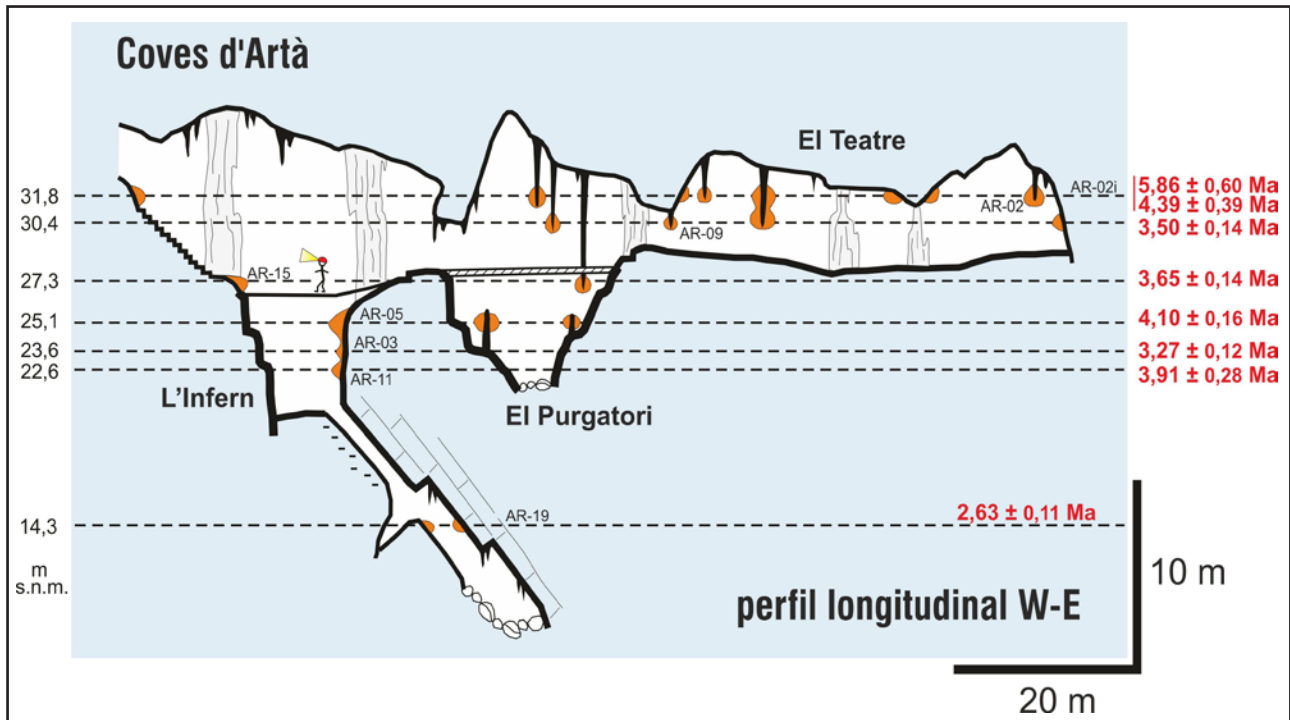 Coves d'Artà
El Teatre
31,8
AR-02i
5,86 ± 0,60 Ma
AR-02
4,39 ± 0,39 Ma
30,4
AR-09
3,50 ± 0,14 Ma
AR-15
27,3
3,65 ± 0,14 Ma
AR-05
25,1
4,10 ± 0,16 Ma
AR-03
23,6
3,27 ± 0,12 Ma
22,6
AR-11
3,91 ± 0,28 Ma
L'Infern
El Purgatori
AR-19
2,63 ± 0,11 Ma
14,3
m
s.n.m.
10 m
perfil longitudinal W-E
20 m